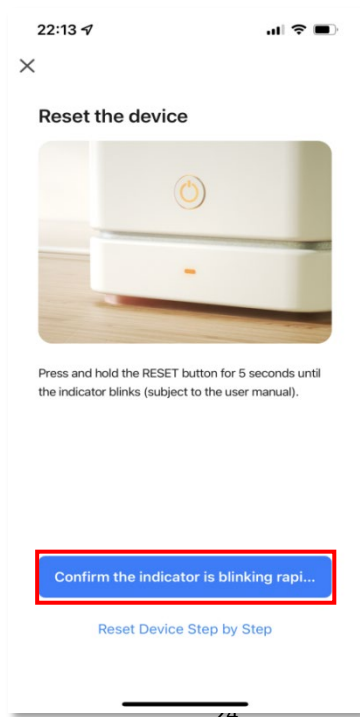 22:13
Reset the device
Press and hold the RESET button for 5 seconds until
the indicator blinks (subject to the user manual).
Confirm the indicator is blinking rapi...
Reset Device Step by Step
24